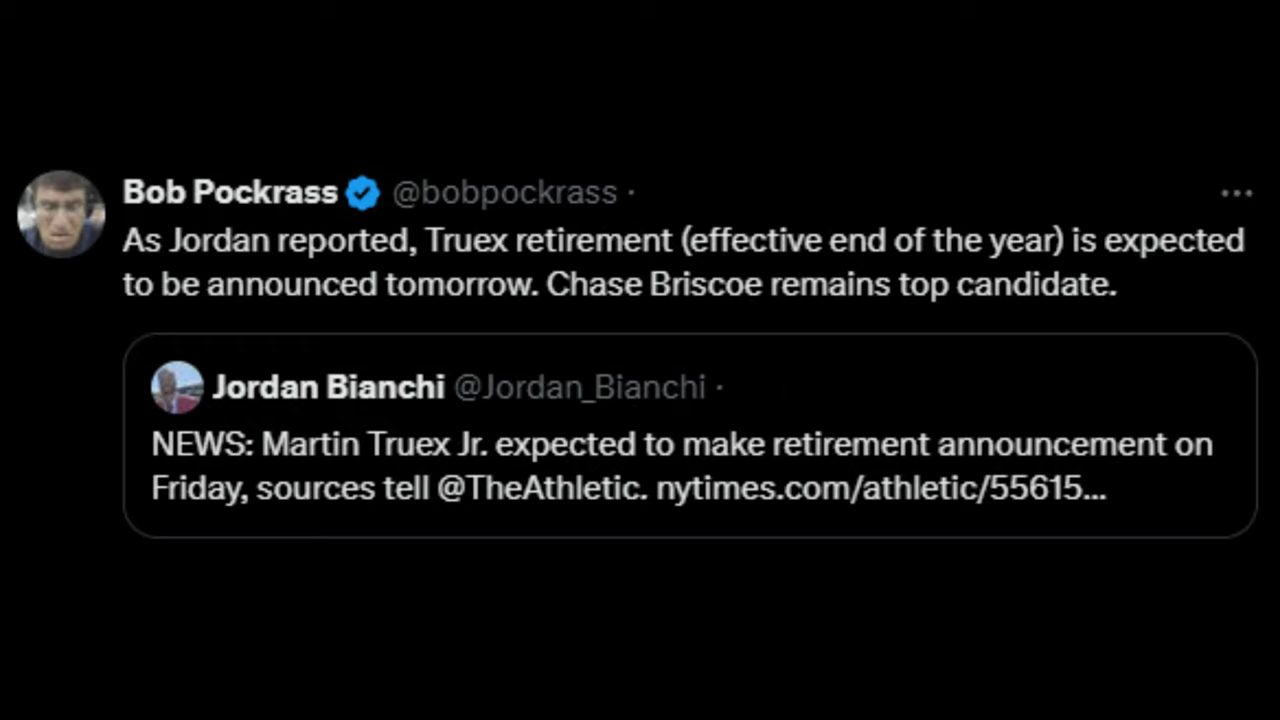 Bob Pockrass @bobpockrass ·
As Jordan reported, Truex retirement (effective end of the year) is expected
to be announced tomorrow. Chase Briscoe remains top candidate.
Jordan Bianchi @Jordan_Bianchi ·
NEWS: Martin Truex Jr. expected to make retirement announcement on
Friday, sources tell @TheAthletic. nytimes.com/athletic/55615...